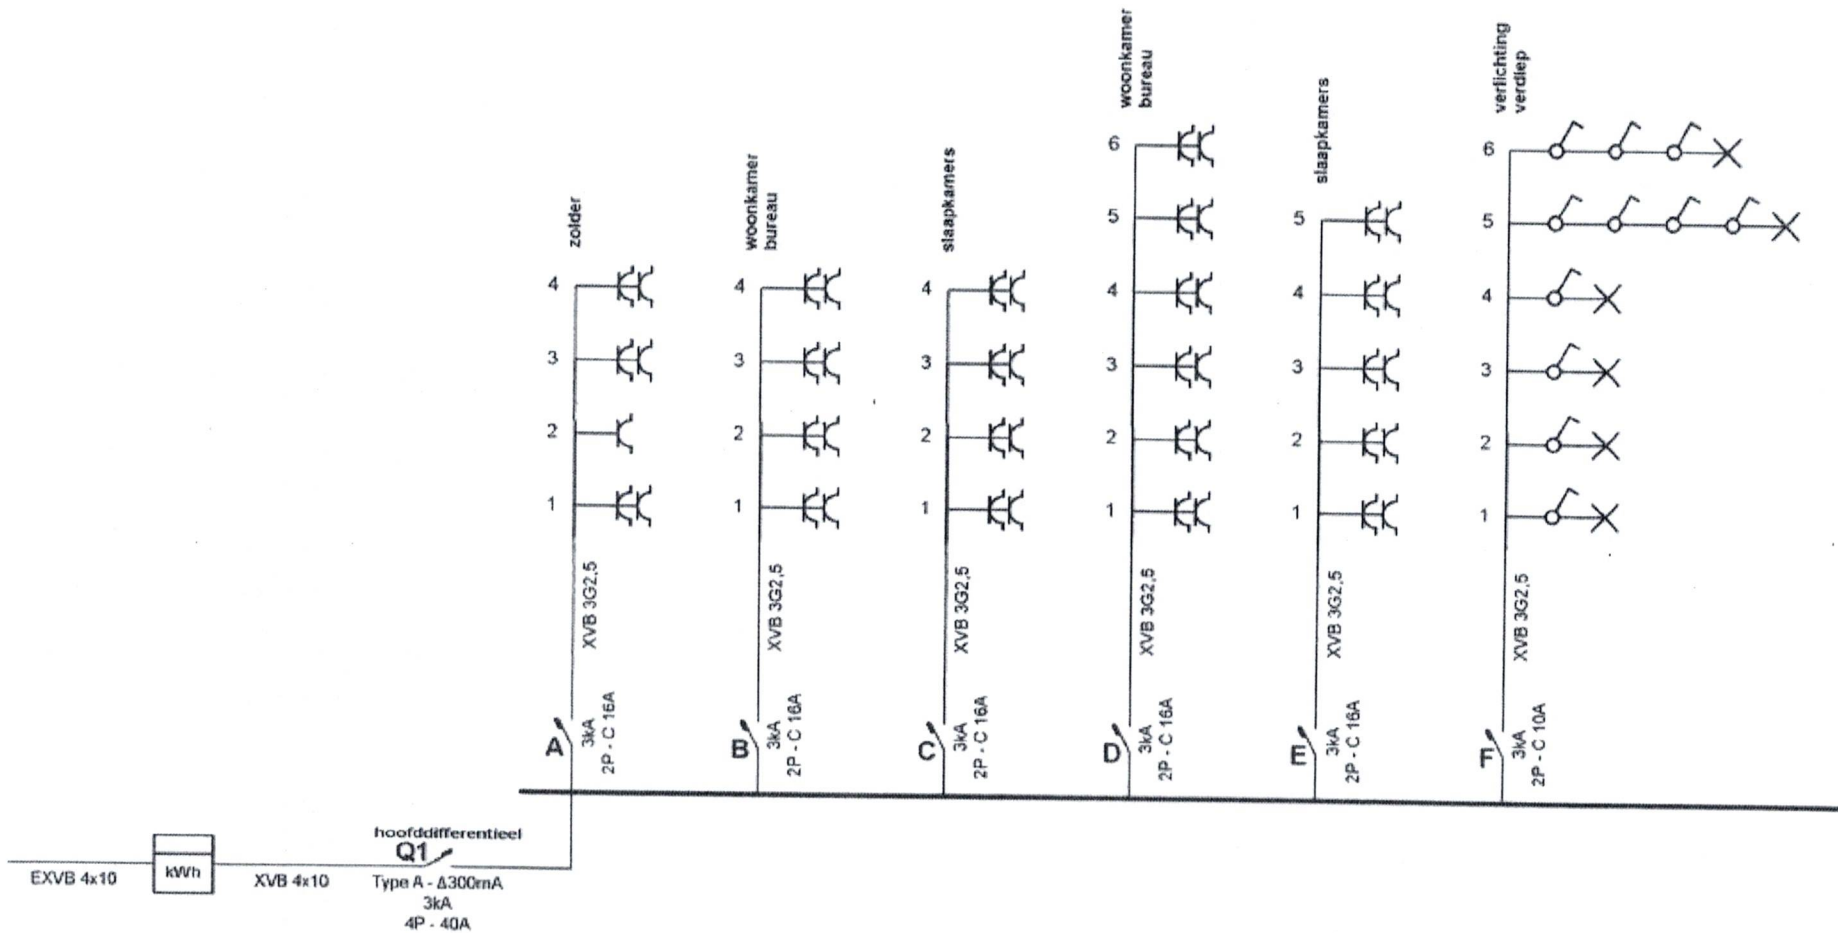 zolder
4
3
2
1
XVB 3G2,5
A
3kA
2P - C 16A
woonkamer
bureau
4
3
2
1
XVB 3G2,5
B
3kA
2P - C 16A
slaapkamers
4
3
2
1
XVB 3G2,5
C
3kA
2P - C 16A
woonkamer
bureau
6
5
4
3
2
1
XVB 3G2,5
D
3kA
2P - C 16A
slaapkamers
5
4
3
2
1
XVB 3G2,5
E
3kA
2P - C 16A
verlichting
verdiep
6
5
4
3
2
1
XVB 3G2,5
F
3kA
2P - C 10A
EXVB 4x10
kWh
XVB 4x10
hoofddifferentieel
Q1
Type A - Δ300mA
3kA
4P - 40A